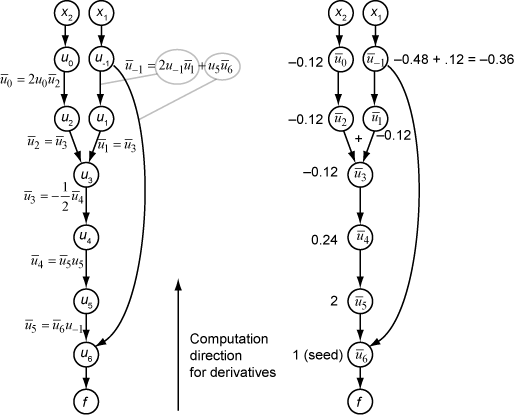 x₂ x₁
u₀ u₋₁ ū₋₁ = 2u₋₁ū₁ + u₅ū₆
ū₀ = 2u₀ū₂
u₂ u₁
ū₂ = ū₃ ū₁ = ū₃
u₃
ū₃ = −1/2 ū₄
u₄
ū₄ = ū₅u₅
u₅
ū₅ = ū₆u₋₁
u₆
f
Computation
direction
for derivatives
x₂ x₁
−0.12 ū₀ ū₋₁ −0.48 + .12 = −0.36
−0.12 ū₂ ū₁
+ −0.12
−0.12 ū₃
0.24 ū₄
2 ū₅
1 (seed) ū₆
f